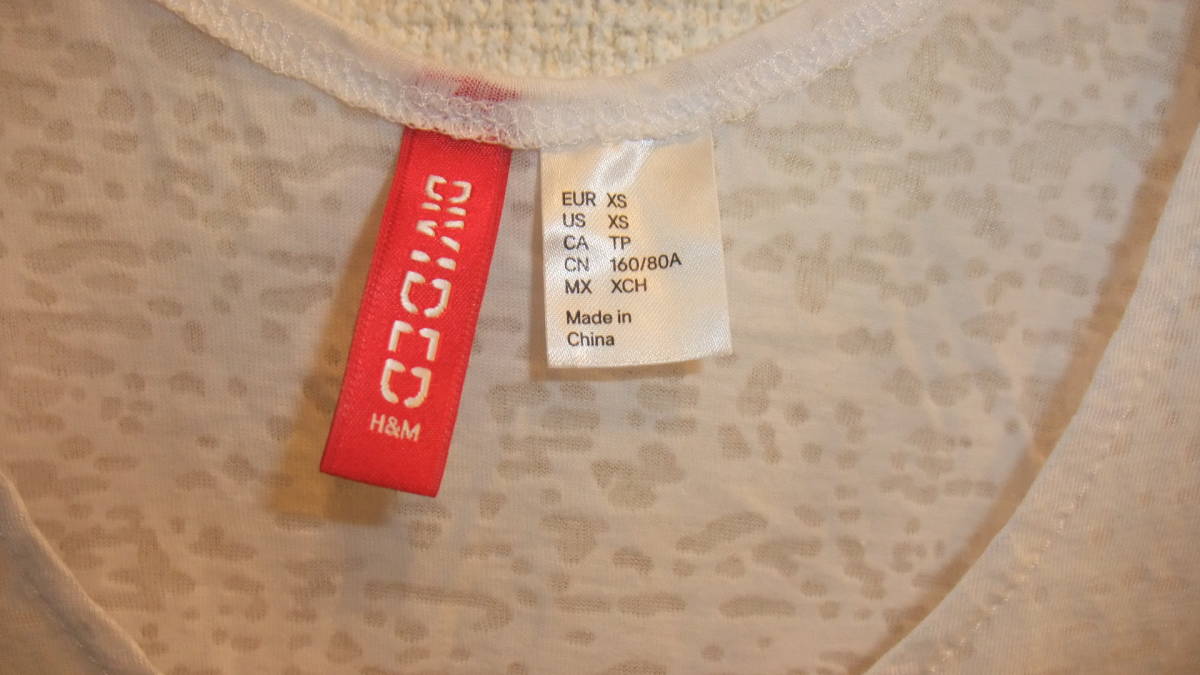 DIVIDED
H&M
EUR XS
US XS
CA TP
CN 160/80A
MX XCH
Made in
China